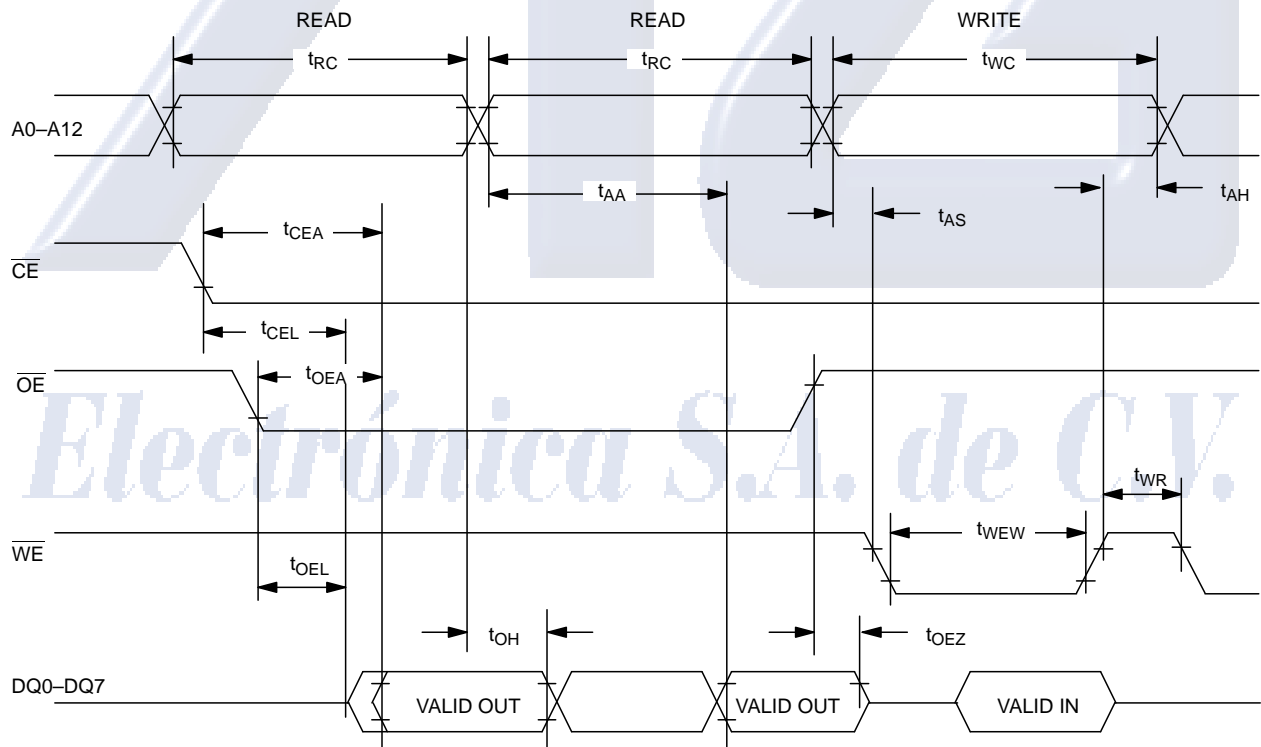 READ READ WRITE
tRC tRC tWC
A0–A12
tAA tAH
tAS
tCEA
CE
tCEL
tOEA
OE
Electrónica S.A. de C.V.
tWR
tWEW
WE
tOEL
tOH tOEZ
DQ0–DQ7
VALID OUT VALID OUT VALID IN